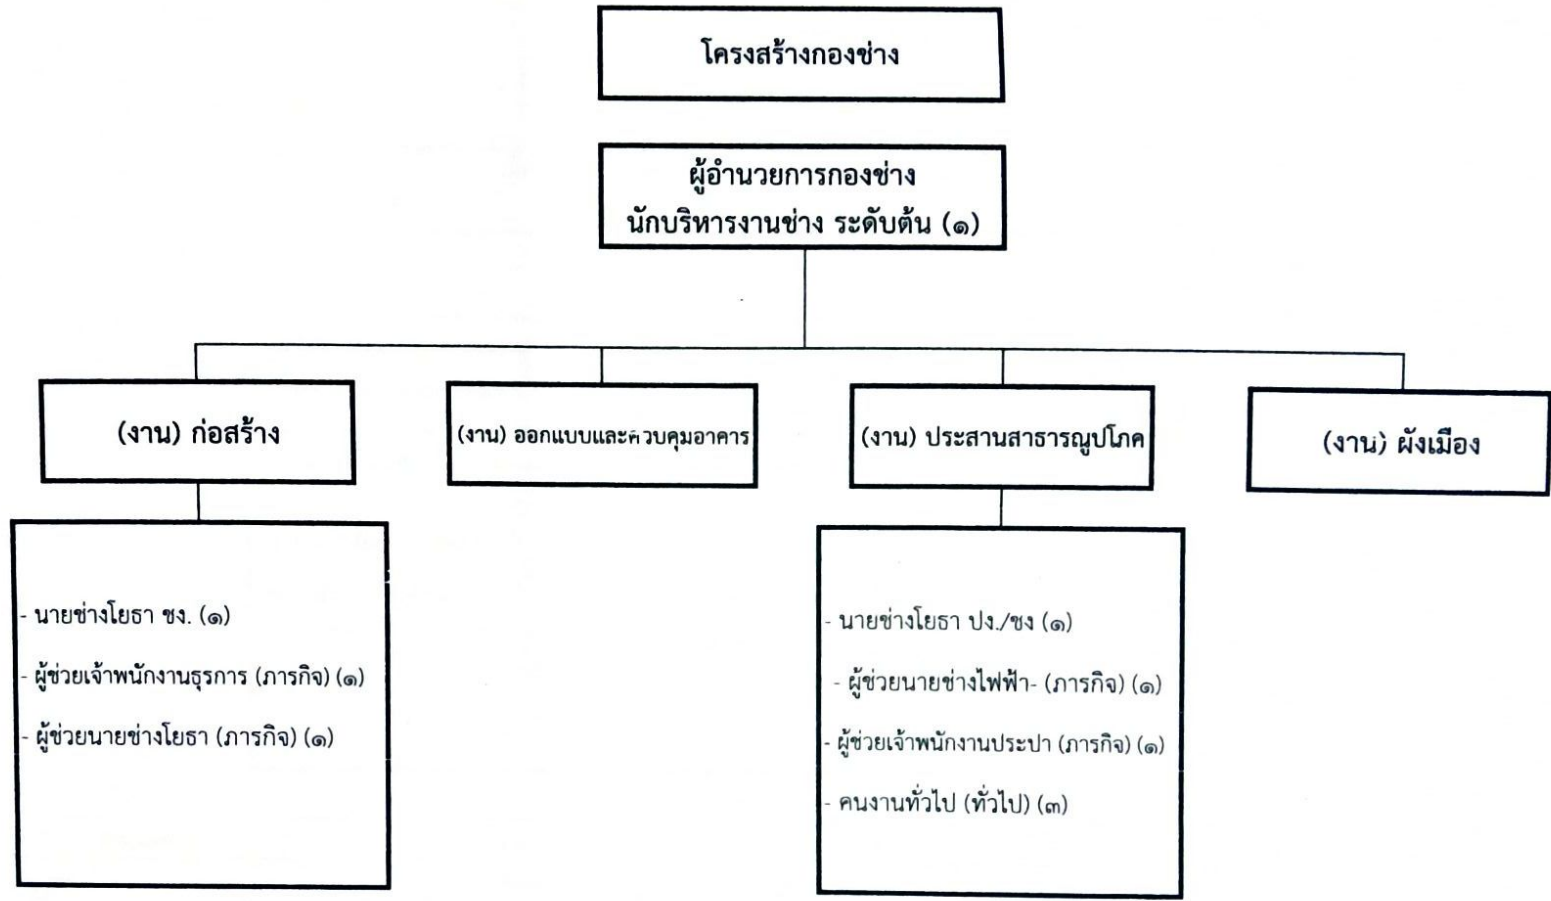 โครงสร้างกองช่าง
ผู้อำนวยการกองช่าง
นักบริหารงานช่าง ระดับต้น (๑)
(งาน) ก่อสร้าง
(งาน) ออกแบบและควบคุมอาคาร
(งาน) ประสานสาธารณูปโภค
(งาน) ผังเมือง
- นายช่างโยธา ชง. (๑)
- ผู้ช่วยเจ้าพนักงานธุรการ (ภารกิจ) (๑)
- ผู้ช่วยนายช่างโยธา (ภารกิจ) (๑)
- นายช่างโยธา ปง./ชง (๑)
- ผู้ช่วยนายช่างไฟฟ้า- (ภารกิจ) (๑)
- ผู้ช่วยเจ้าพนักงานประปา (ภารกิจ) (๑)
- คนงานทั่วไป (ทั่วไป) (๓)